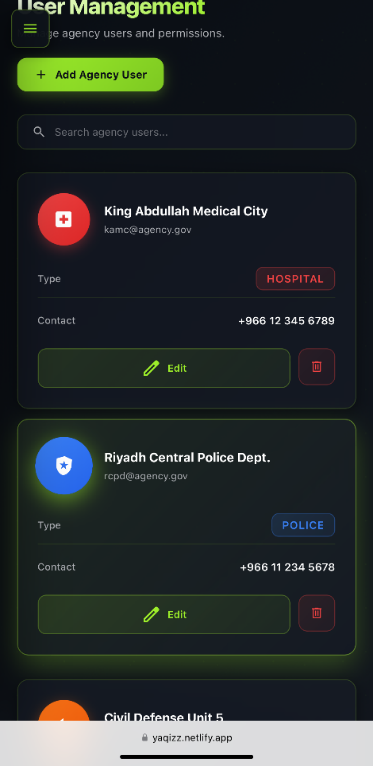 User Management
ge agency users and permissions.
+ Add Agency User
Search agency users...
King Abdullah Medical City
kamc@agency.gov
Type
HOSPITAL
Contact
+966 12 345 6789
Edit
Riyadh Central Police Dept.
rcpd@agency.gov
Type
POLICE
Contact
+966 11 234 5678
Edit
Civil Defense Unit 5
yaqizz.netlify.app